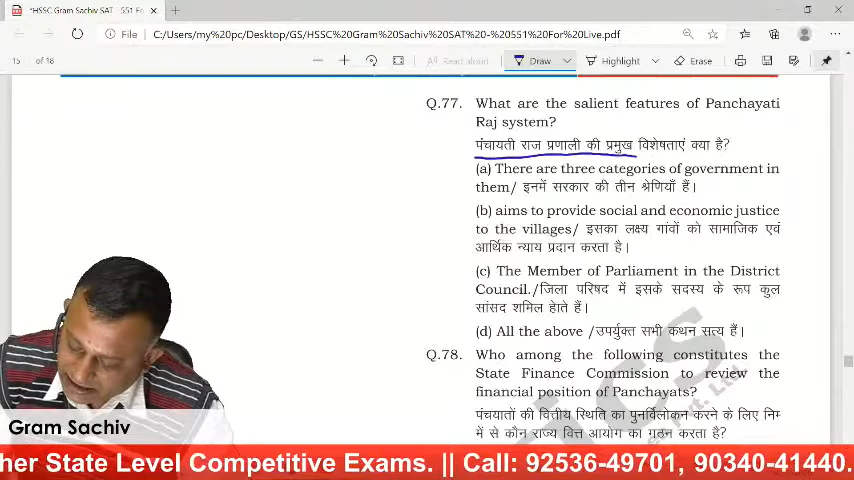 *HSSC Gram Sachiv SAT - 551 For
File
C:/Users/my%20pc/Desktop/GS/HSSC%20Gram%20Sachiv%20SAT%20-%20551%20For%20Live.pdf
15 of 18
Read aloud
Draw
Highlight
Erase
Q.77. What are the salient features of Panchayati
Raj system?
पंचायती राज प्रणाली की प्रमुख विशेषताएं क्या है?
(a) There are three categories of government in
them/ इनमें सरकार की तीन श्रेणियाँ हैं।
(b) aims to provide social and economic justice
to the villages/ इसका लक्ष्य गांवों को सामाजिक एवं
आर्थिक न्याय प्रदान करता है।
(c) The Member of Parliament in the District
Council./जिला परिषद में इसके सदस्य के रूप कुल
सांसद शमिल हेाते हैं।
(d) All the above /उपर्युक्त सभी कथन सत्य हैं।
Q.78. Who among the following constitutes the
State Finance Commission to review the
financial position of Panchayats?
पंचयातों की वित्तीय स्थिति का पुनर्विलोकन करने के लिए निम
में से कौन राज्य वित्त आयोग का गठन करता है?
Gram Sachiv
her State Level Competitive Exams. || Call: 92536-49701, 90340-41440.